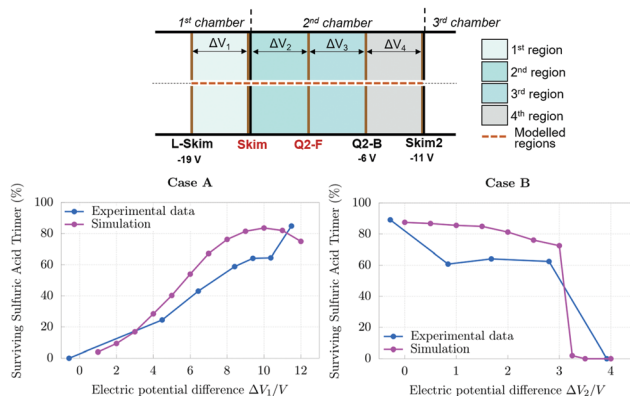 1st chamber 2nd chamber 3rd chamber
ΔV1 ΔV2 ΔV3 ΔV4
1st region
2nd region
3rd region
4th region
Modelled
regions
L-Skim Skim Q2-F Q2-B Skim2
-19 V -6 V -11 V
Case A
Surviving Sulfuric Acid Trimer (%)
100
80
60
40
20
0
Experimental data
Simulation
0 2 4 6 8 10 12
Electric potential difference ΔV1/V
Case B
Surviving Sulfuric Acid Trimer (%)
100
80
60
40
20
0
Experimental data
Simulation
0 1 2 3 4
Electric potential difference ΔV2/V